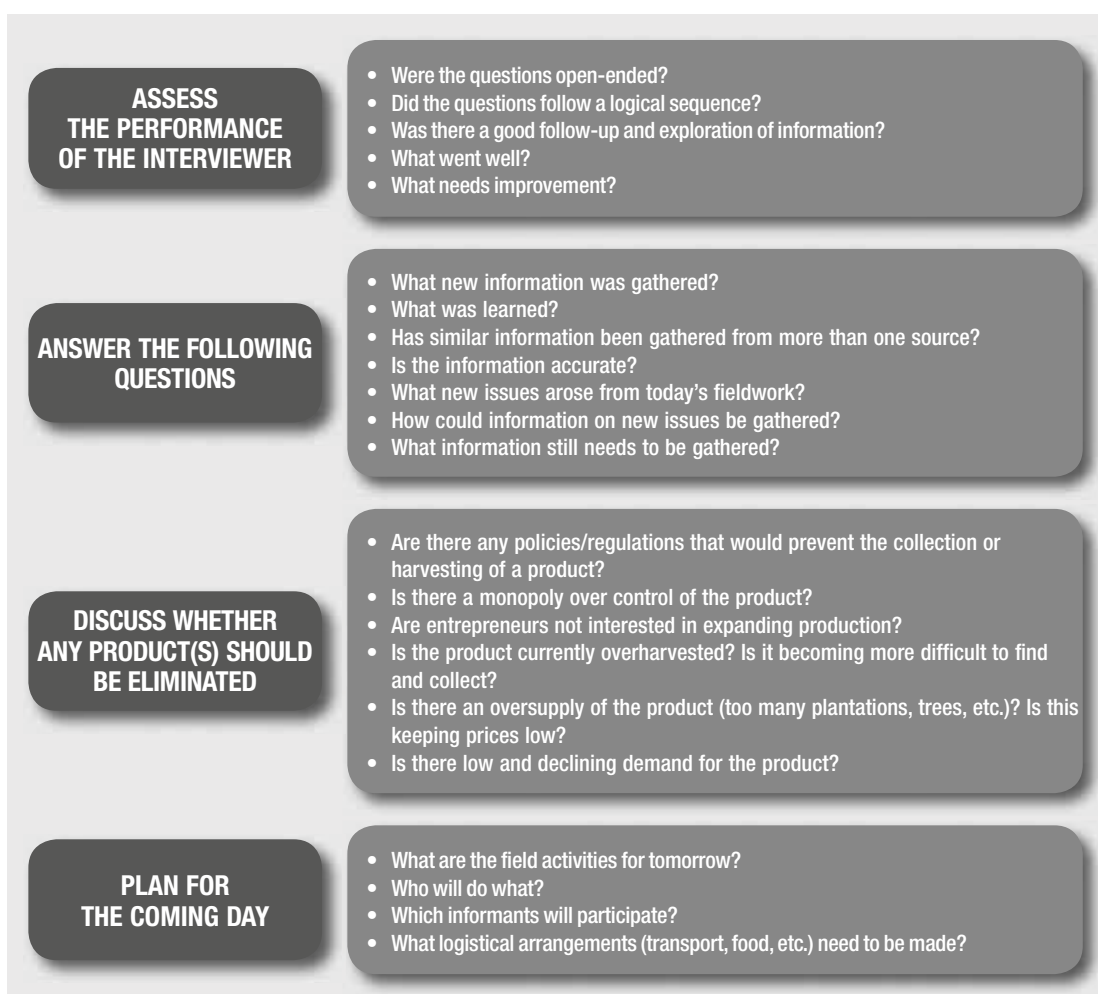 ASSESS
THE PERFORMANCE
OF THE INTERVIEWER
• Were the questions open-ended?
• Did the questions follow a logical sequence?
• Was there a good follow-up and exploration of information?
• What went well?
• What needs improvement?
ANSWER THE FOLLOWING
QUESTIONS
• What new information was gathered?
• What was learned?
• Has similar information been gathered from more than one source?
• Is the information accurate?
• What new issues arose from today's fieldwork?
• How could information on new issues be gathered?
• What information still needs to be gathered?
DISCUSS WHETHER
ANY PRODUCT(S) SHOULD
BE ELIMINATED
• Are there any policies/regulations that would prevent the collection or
harvesting of a product?
• Is there a monopoly over control of the product?
• Are entrepreneurs not interested in expanding production?
• Is the product currently overharvested? Is it becoming more difficult to find
and collect?
• Is there an oversupply of the product (too many plantations, trees, etc.)? Is this
keeping prices low?
• Is there low and declining demand for the product?
PLAN FOR
THE COMING DAY
• What are the field activities for tomorrow?
• Who will do what?
• Which informants will participate?
• What logistical arrangements (transport, food, etc.) need to be made?